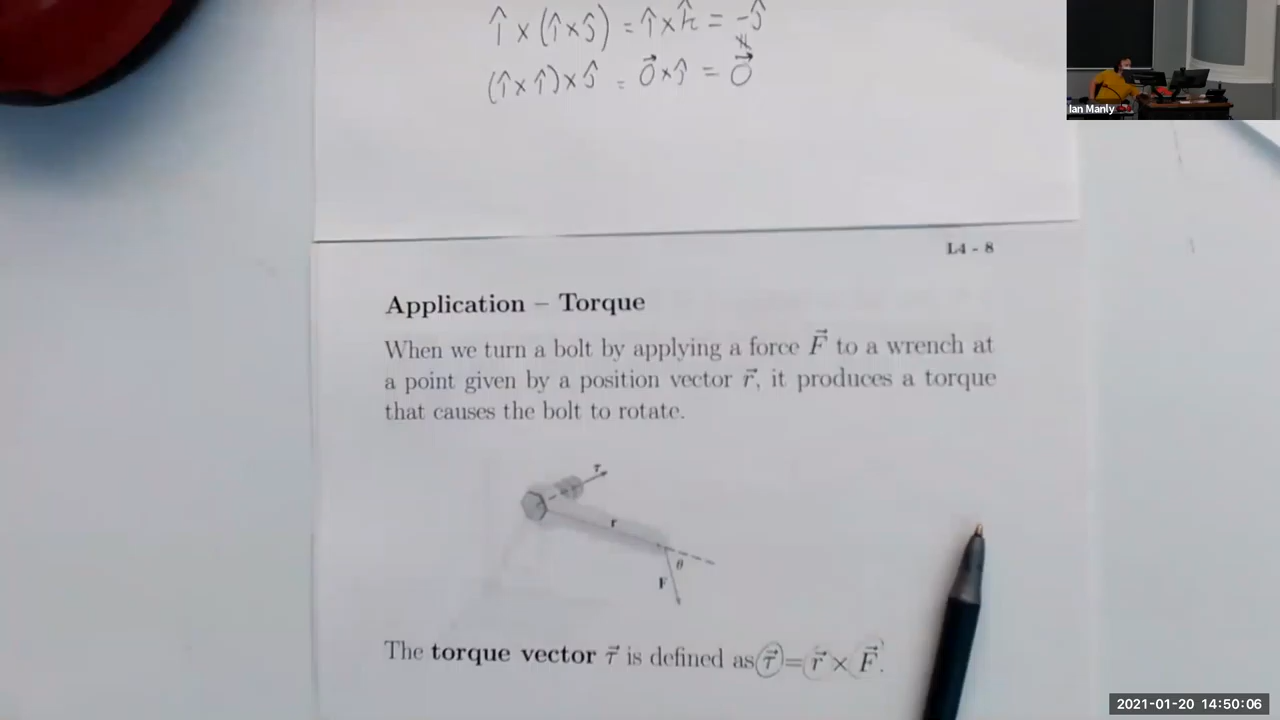 î × (î × ĵ) = î × k̂ = -ĵ
∦
(î × î) × ĵ = 0⃗ × ĵ = 0⃗
Ian Manly
L4 - 8
Application – Torque
When we turn a bolt by applying a force F⃗ to a wrench at
a point given by a position vector r⃗, it produces a torque
that causes the bolt to rotate.
τ
r
θ
F
The torque vector τ⃗ is defined as τ⃗ = r⃗ × F⃗.
2021-01-20 14:50:06